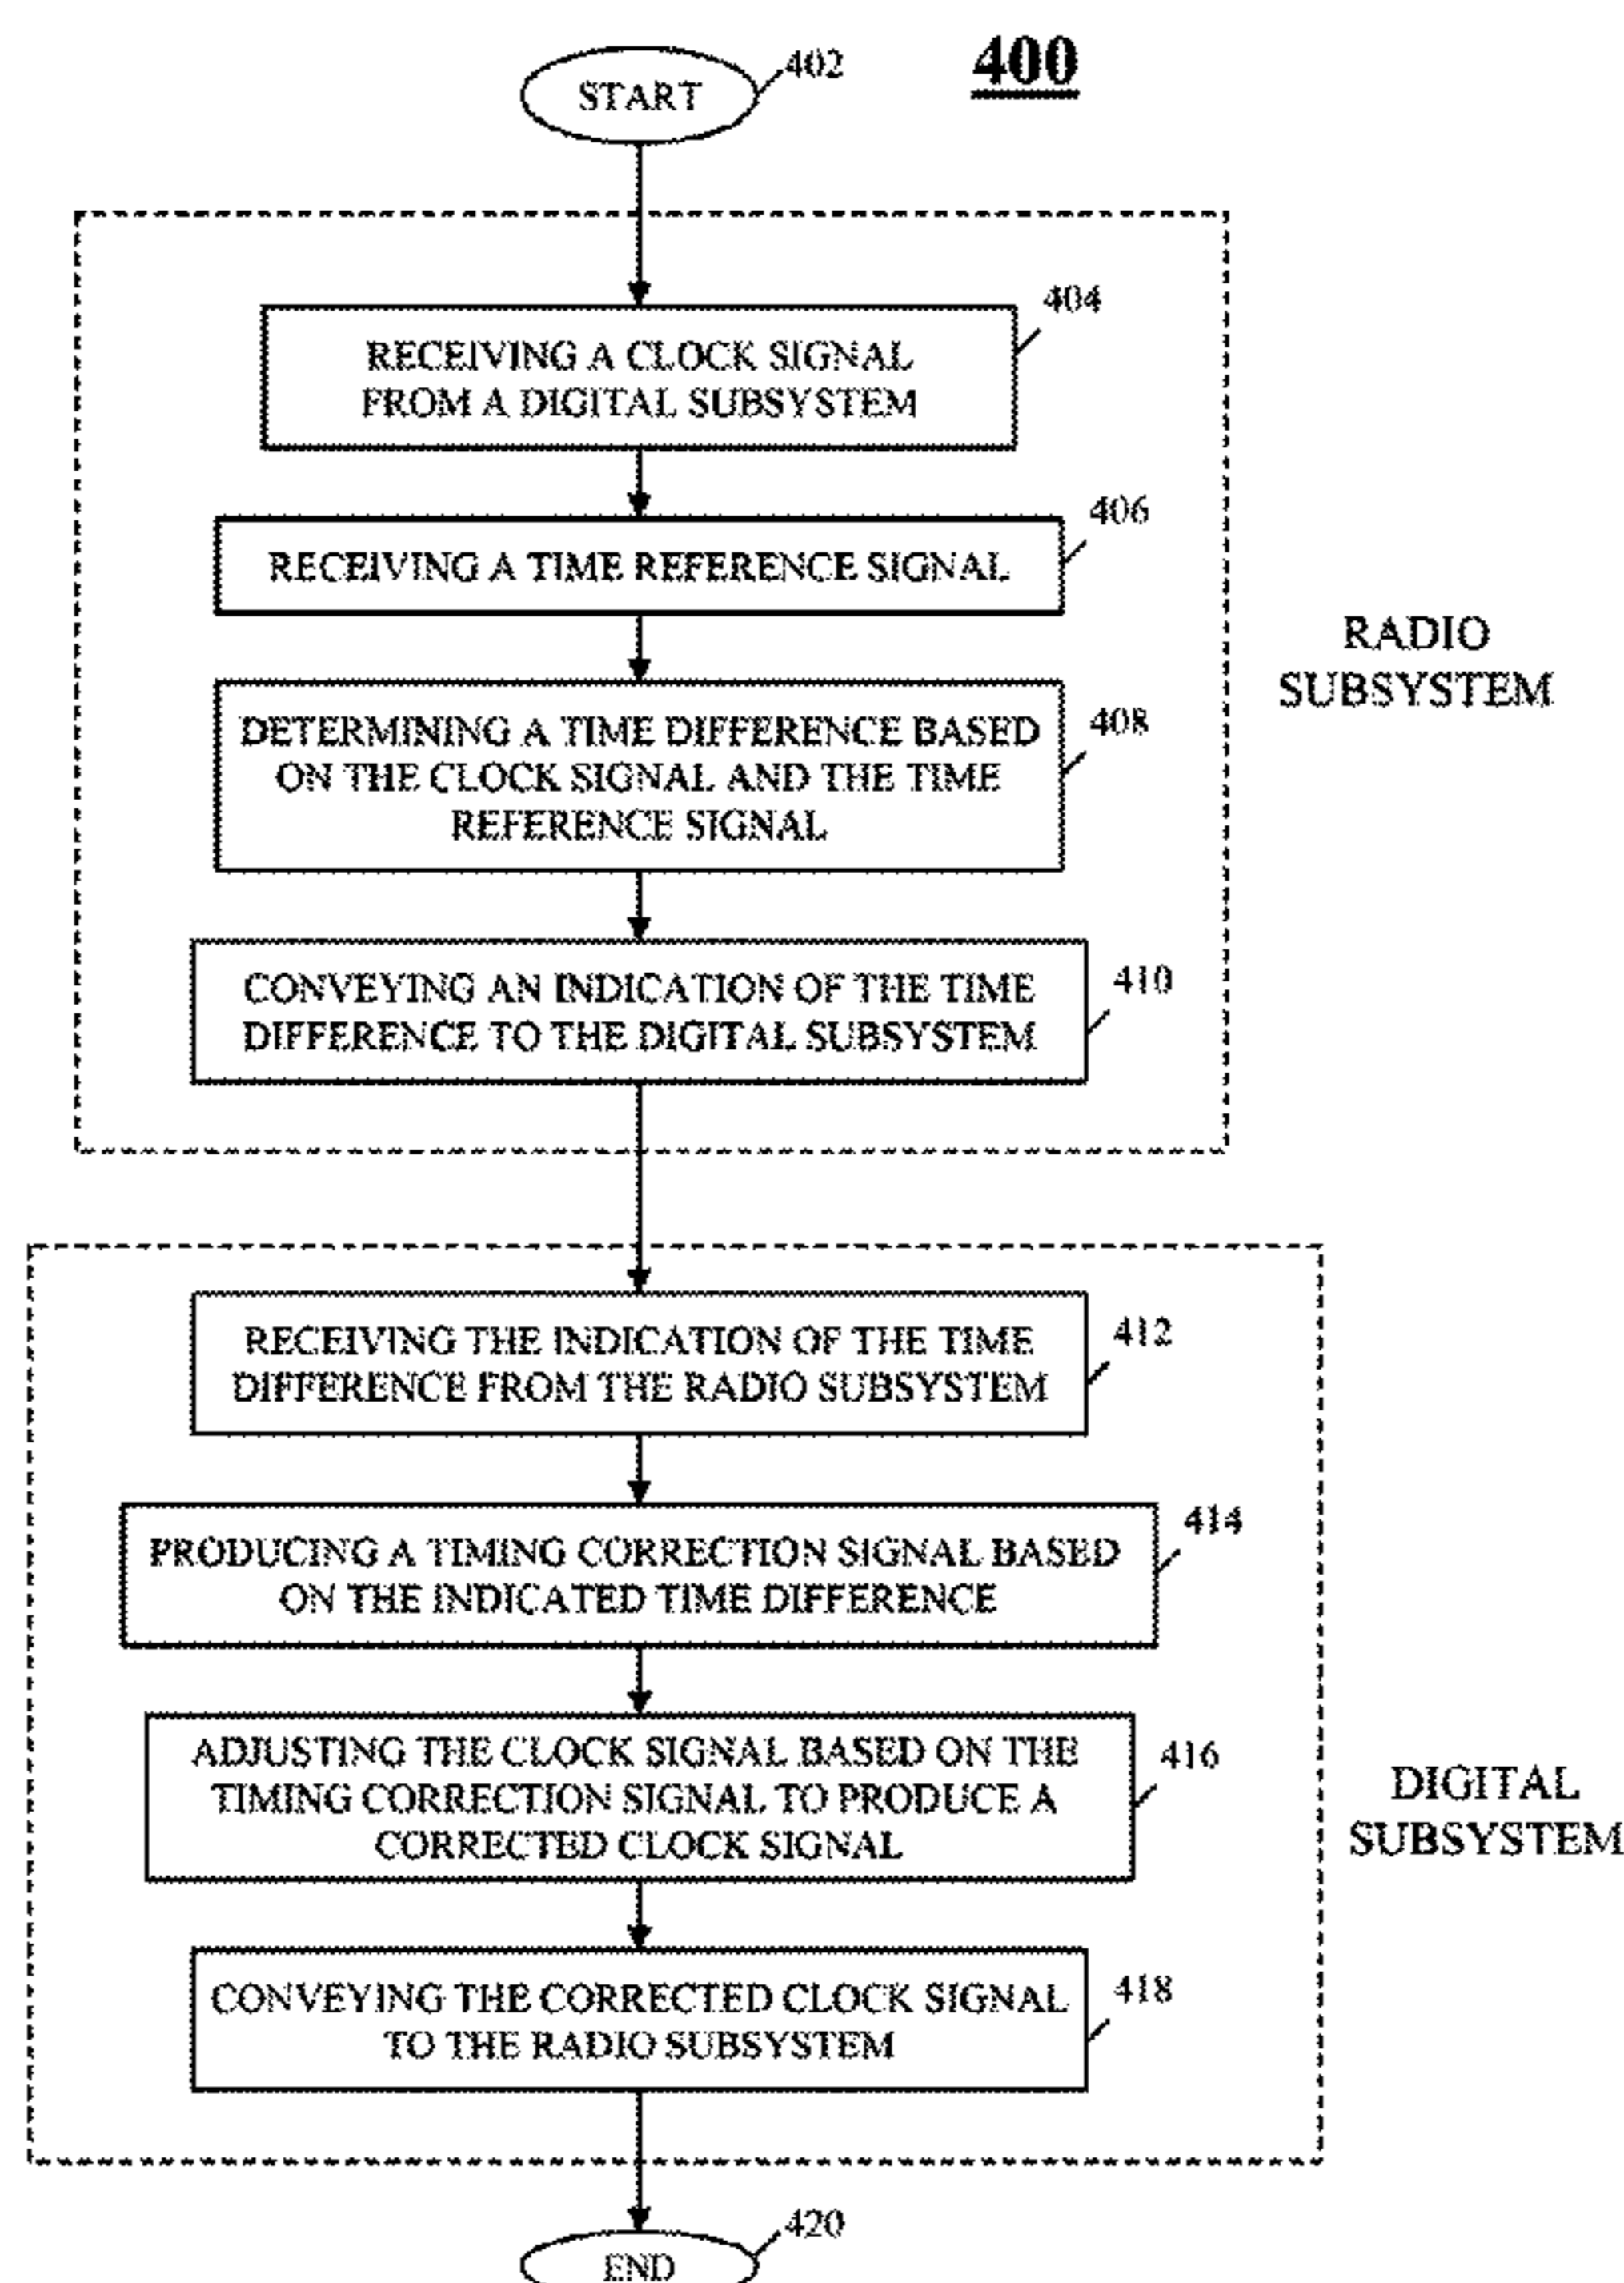 400
START
402
404
RECEIVING A CLOCK SIGNAL
FROM A DIGITAL SUBSYSTEM
406
RECEIVING A TIME REFERENCE SIGNAL
RADIO
SUBSYSTEM
408
DETERMINING A TIME DIFFERENCE BASED
ON THE CLOCK SIGNAL AND THE TIME
REFERENCE SIGNAL
410
CONVEYING AN INDICATION OF THE TIME
DIFFERENCE TO THE DIGITAL SUBSYSTEM
412
RECEIVING THE INDICATION OF THE TIME
DIFFERENCE FROM THE RADIO SUBSYSTEM
414
PRODUCING A TIMING CORRECTION SIGNAL BASED
ON THE INDICATED TIME DIFFERENCE
416
ADJUSTING THE CLOCK SIGNAL BASED ON THE
TIMING CORRECTION SIGNAL TO PRODUCE A
CORRECTED CLOCK SIGNAL
DIGITAL
SUBSYSTEM
418
CONVEYING THE CORRECTED CLOCK SIGNAL
TO THE RADIO SUBSYSTEM
420
END